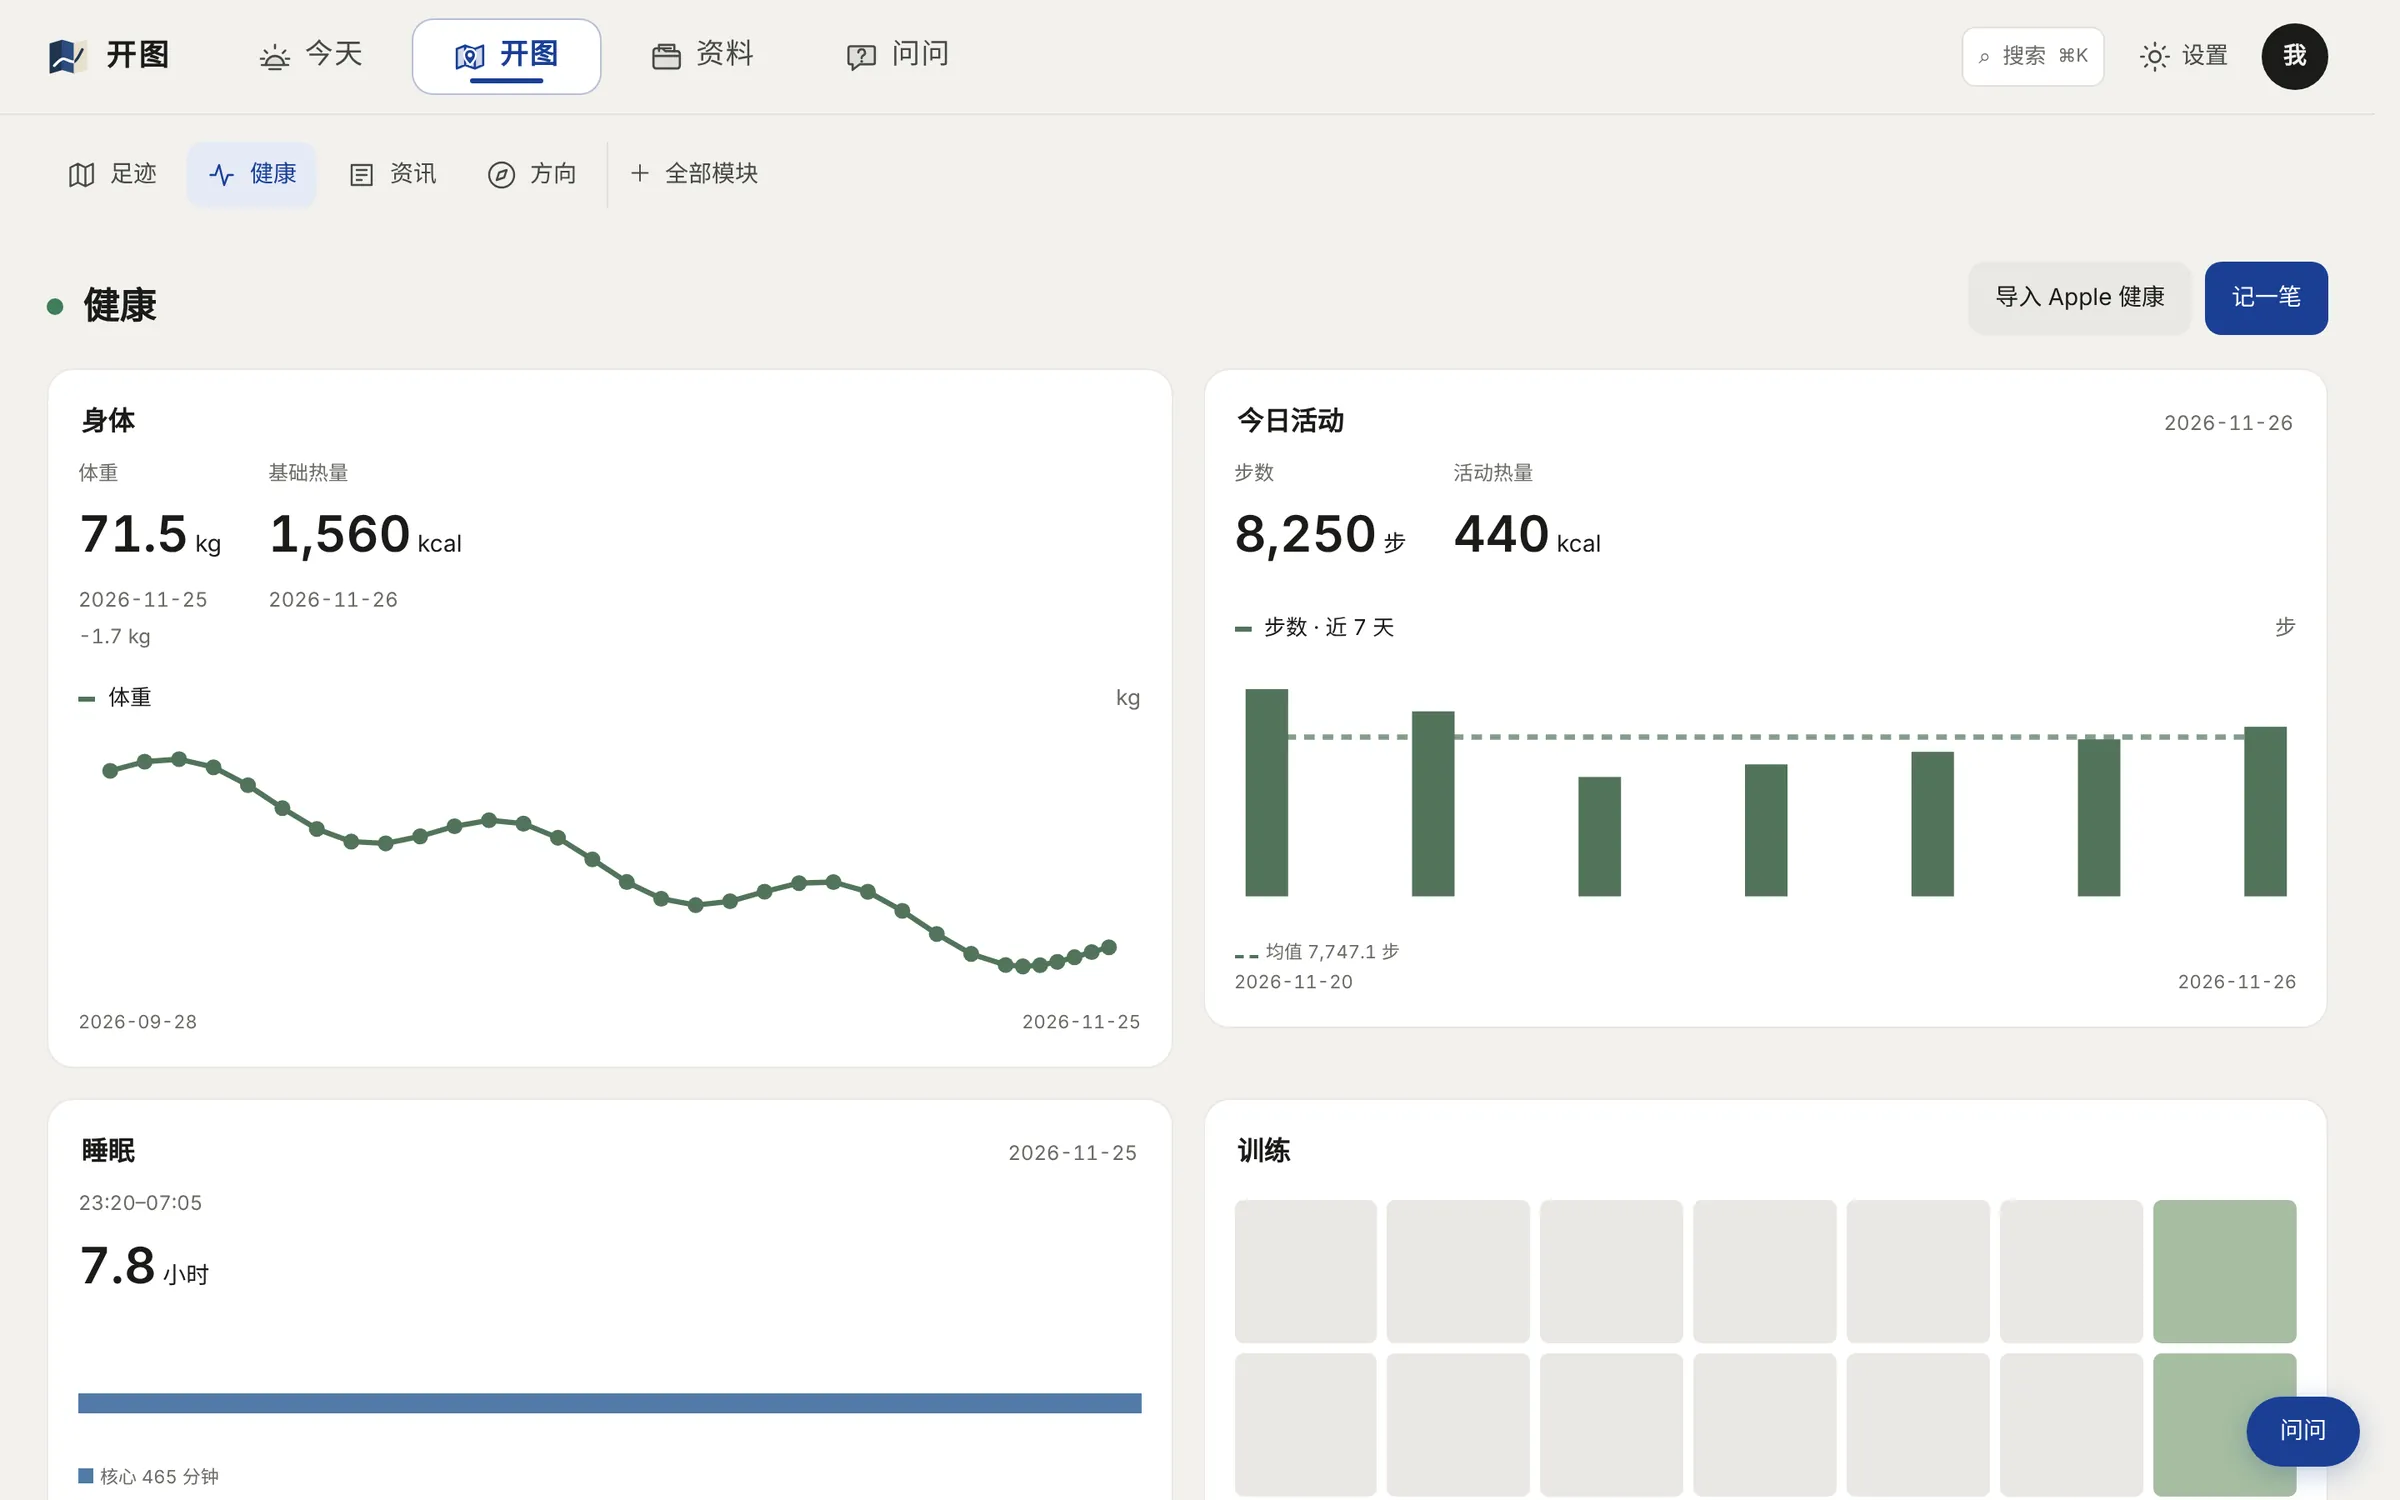 开图
今天
开图
资料
问问
搜索 ⌘K
设置
我
足迹
健康
资讯
方向
+ 全部模块
健康
导入 Apple 健康
记一笔
身体
体重
基础热量
71.5 kg
1,560 kcal
2026-11-25
2026-11-26
-1.7 kg
体重
kg
2026-09-28
2026-11-25
今日活动
2026-11-26
步数
活动热量
8,250 步
440 kcal
步数 · 近 7 天
步
均值 7,747.1 步
2026-11-20
2026-11-26
睡眠
2026-11-25
23:20–07:05
7.8 小时
核心 465 分钟
训练
问问